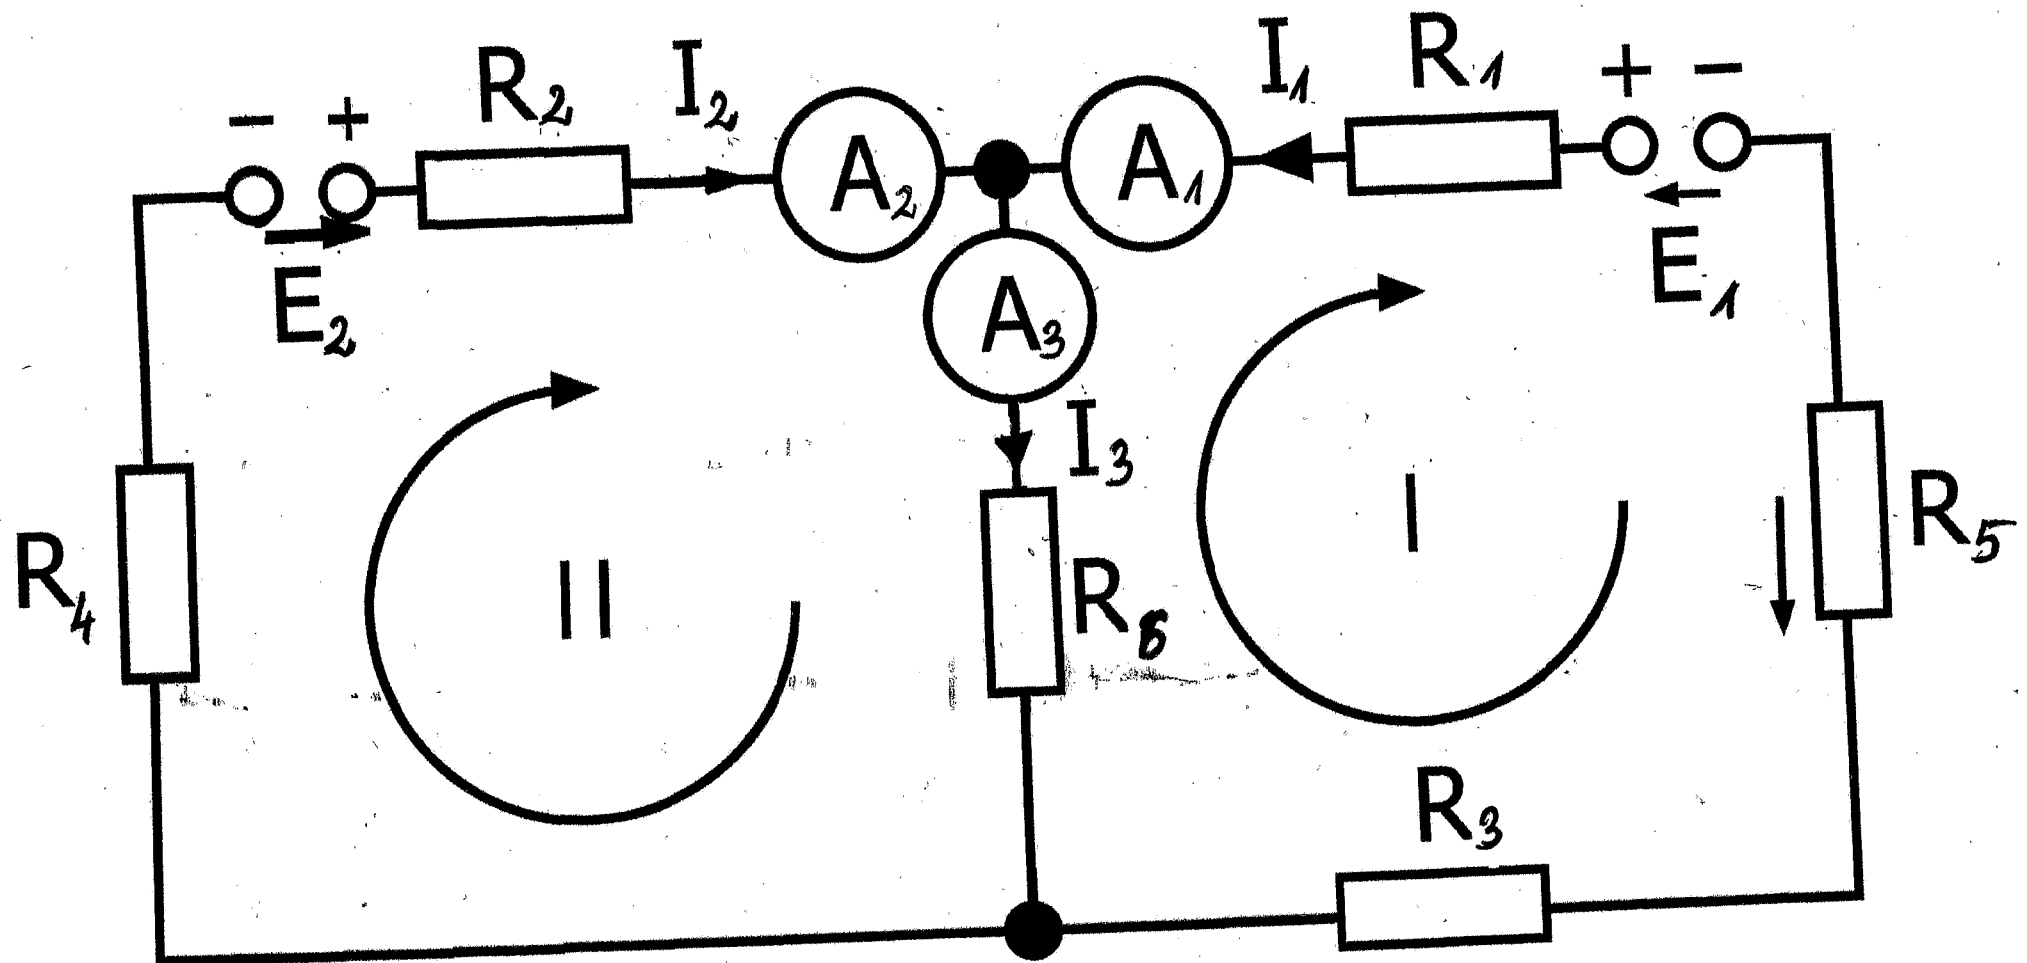 I1 R1 + −
− + R2 I2
A2 A1
E2 E1
A3
I3
R4 II R6 I R5
R3